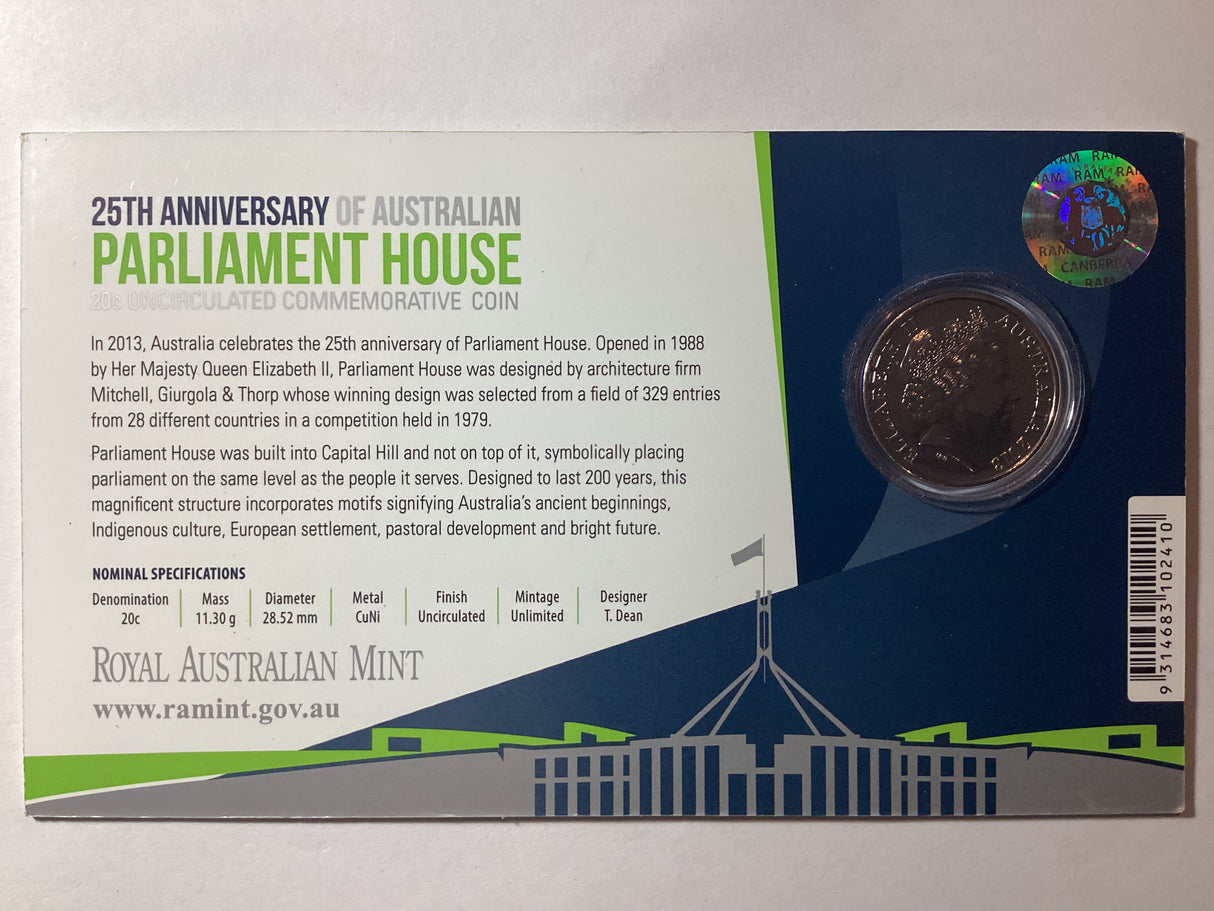 25TH ANNIVERSARY OF AUSTRALIAN
PARLIAMENT HOUSE
20c UNCIRCULATED COMMEMORATIVE COIN
In 2013, Australia celebrates the 25th anniversary of Parliament House. Opened in 1988
by Her Majesty Queen Elizabeth II, Parliament House was designed by architecture firm
Mitchell, Giurgola & Thorp whose winning design was selected from a field of 329 entries
from 28 different countries in a competition held in 1979.
Parliament House was built into Capital Hill and not on top of it, symbolically placing
parliament on the same level as the people it serves. Designed to last 200 years, this
magnificent structure incorporates motifs signifying Australia's ancient beginnings,
Indigenous culture, European settlement, pastoral development and bright future.
NOMINAL SPECIFICATIONS
Denomination Mass Diameter Metal Finish Mintage Designer
20c 11.30 g 28.52 mm CuNi Uncirculated Unlimited T. Dean
ROYAL AUSTRALIAN MINT
www.ramint.gov.au
RAM RAM
RAM RAM RAM
RAM
CANBERRA
RAM
ELIZABETH II AUSTRALIA 2013
9 314683 102410